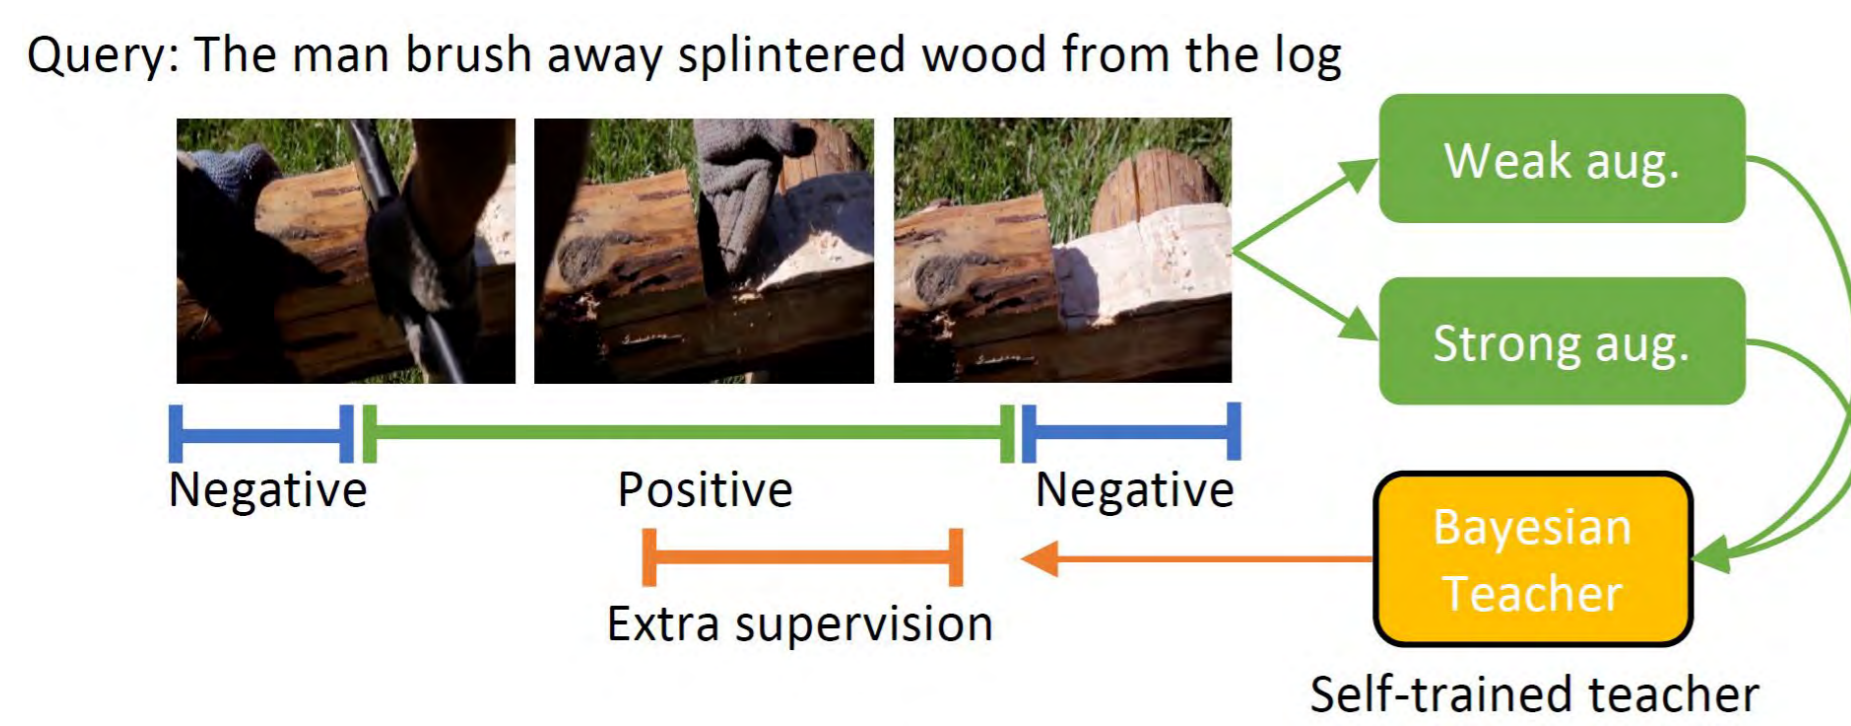 Query: The man brush away splintered wood from the log
Weak aug.
Strong aug.
Negative
Positive
Negative
Bayesian
Teacher
Extra supervision
Self-trained teacher